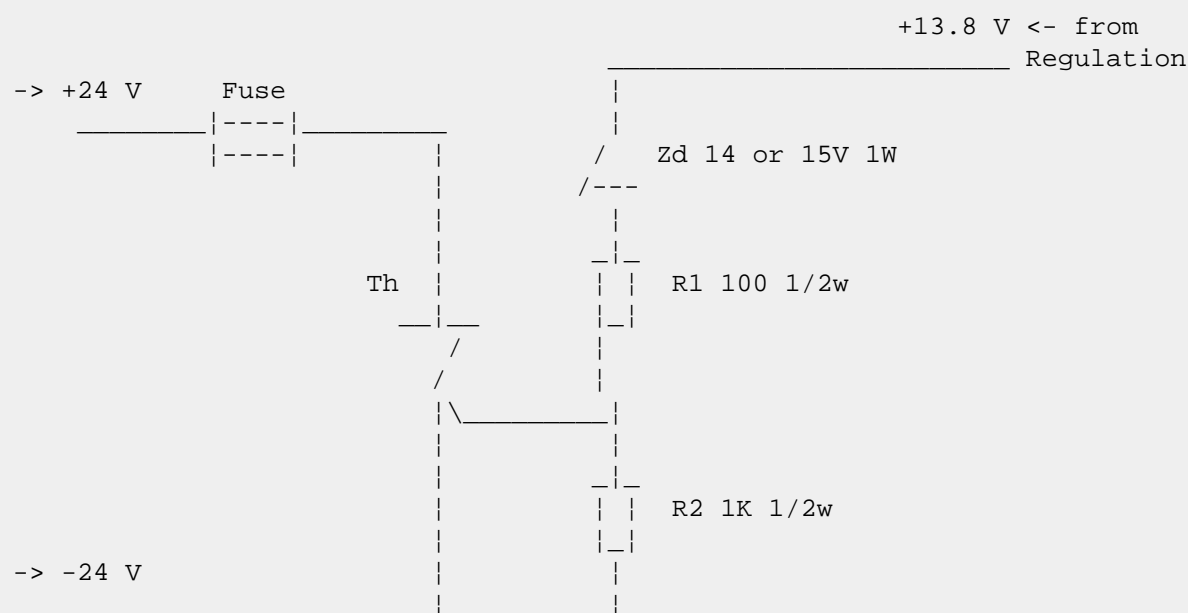 +13.8 V <- from
Regulation
-> +24 V Fuse
Zd 14 or 15V 1W
Th R1 100 1/2w
R2 1K 1/2w
-> -24 V